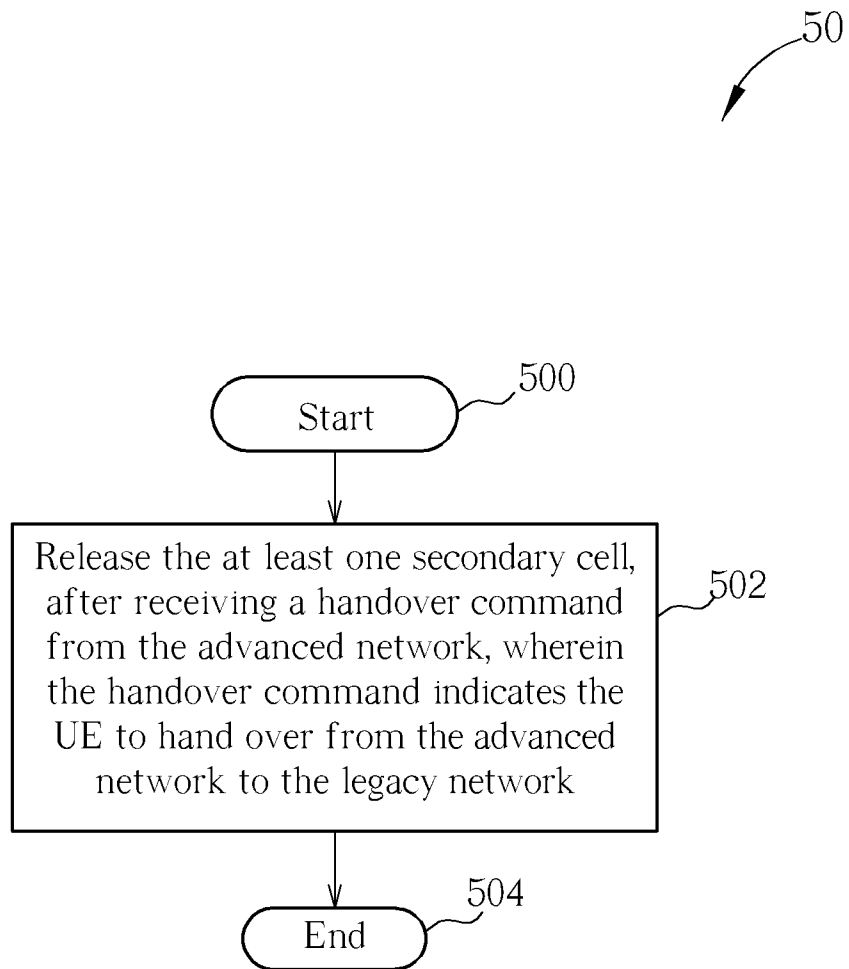 50
Start
500
Release the at least one secondary cell,
after receiving a handover command
from the advanced network, wherein
the handover command indicates the
UE to hand over from the advanced
network to the legacy network
502
End
504